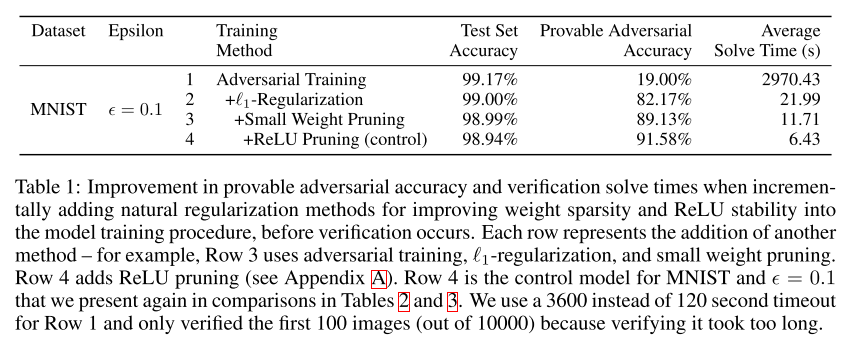 Dataset Epsilon Training Method Test Set Accuracy Provable Adversarial Accuracy Average Solve Time (s)
MNIST ϵ = 0.1
1 Adversarial Training 99.17% 19.00% 2970.43
2 +ℓ1-Regularization 99.00% 82.17% 21.99
3 +Small Weight Pruning 98.99% 89.13% 11.71
4 +ReLU Pruning (control) 98.94% 91.58% 6.43
Table 1: Improvement in provable adversarial accuracy and verification solve times when incremen-
tally adding natural regularization methods for improving weight sparsity and ReLU stability into
the model training procedure, before verification occurs. Each row represents the addition of another
method – for example, Row 3 uses adversarial training, ℓ1-regularization, and small weight pruning.
Row 4 adds ReLU pruning (see Appendix A). Row 4 is the control model for MNIST and ϵ = 0.1
that we present again in comparisons in Tables 2 and 3. We use a 3600 instead of 120 second timeout
for Row 1 and only verified the first 100 images (out of 10000) because verifying it took too long.